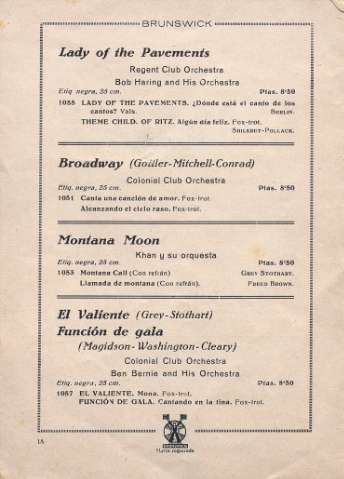 BRUNSWICK
Lady of the Pavements
Regent Club Orchestra
Bob Haring and His Orchestra
Etiq. negra, 25 cm. Ptas. 8'50
1055 LADY OF THE PAVEMENTS. ¿Dónde está el canto de los
cantos? Vals. BERLIN.
THEME CHILD. OF RITZ. Algún día feliz. Fox-trot.
SHILKRUT-POLLACK.
Broadway (Gottler-Mitchell-Conrad)
Colonial Club Orchestra
Etiq. negra, 25 cm. Ptas. 8'50
1051 Canta una canción de amor. Fox-trot
Alcanzando el cielo raso. Fox-trot.
Montana Moon
Khan y su orquesta
Etiq. negra, 25 cm. Ptas. 8'50
1053 Montana Call (Con refrán) GREY STOTHART.
Llamada de montana (Con refrán). FREED BROWN.
El Valiente (Grey-Stothart)
Función de gala
(Magidson-Washington-Cleary)
Colonial Club Orchestra
Ben Bernie and His Orchestra
Etiq. negra, 25 cm. Ptas. 8'50
1057 EL VALIENTE. Mona. Fox-trot.
FUNCIÓN DE GALA. Cantando en la tina. Fox-trot.
BRUNSWICK
Marca registrada